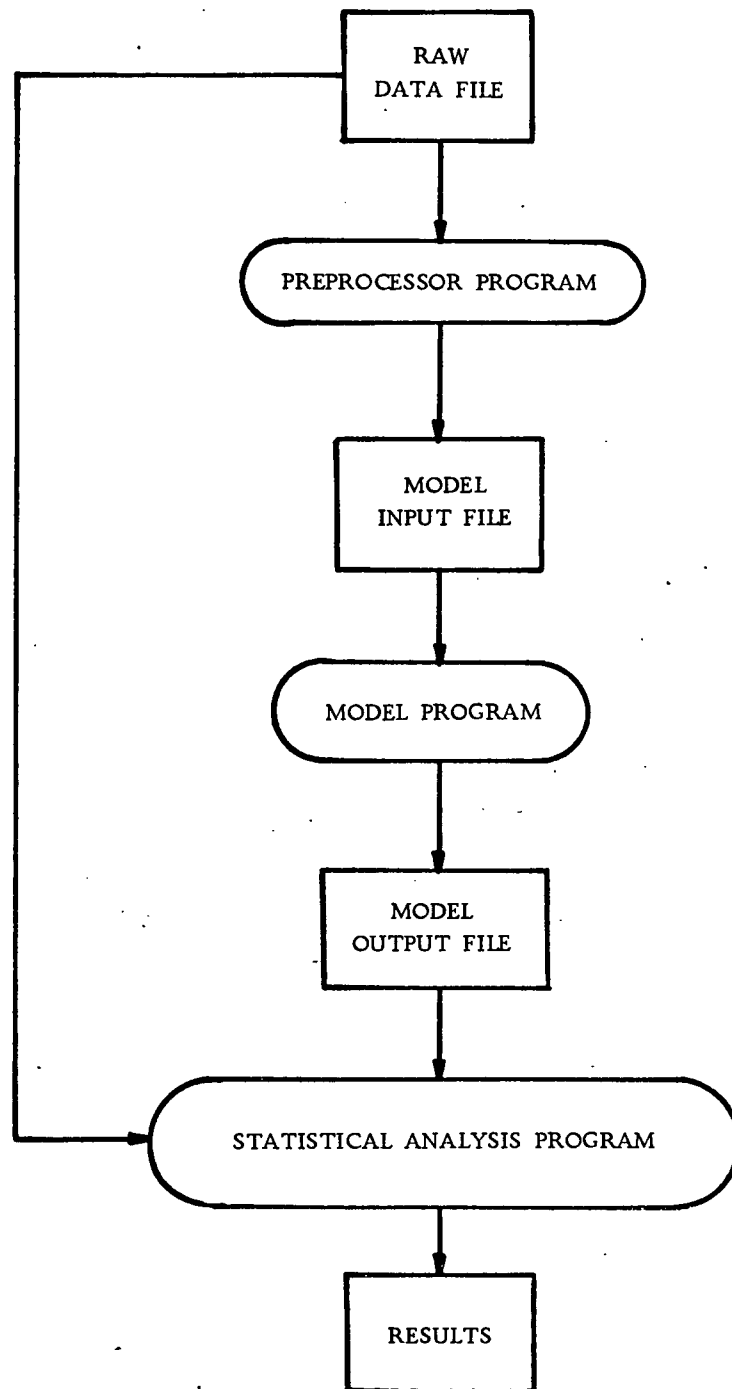 RAW
DATA FILE
PREPROCESSOR PROGRAM
MODEL
INPUT FILE
MODEL PROGRAM
MODEL
OUTPUT FILE
STATISTICAL ANALYSIS PROGRAM
RESULTS